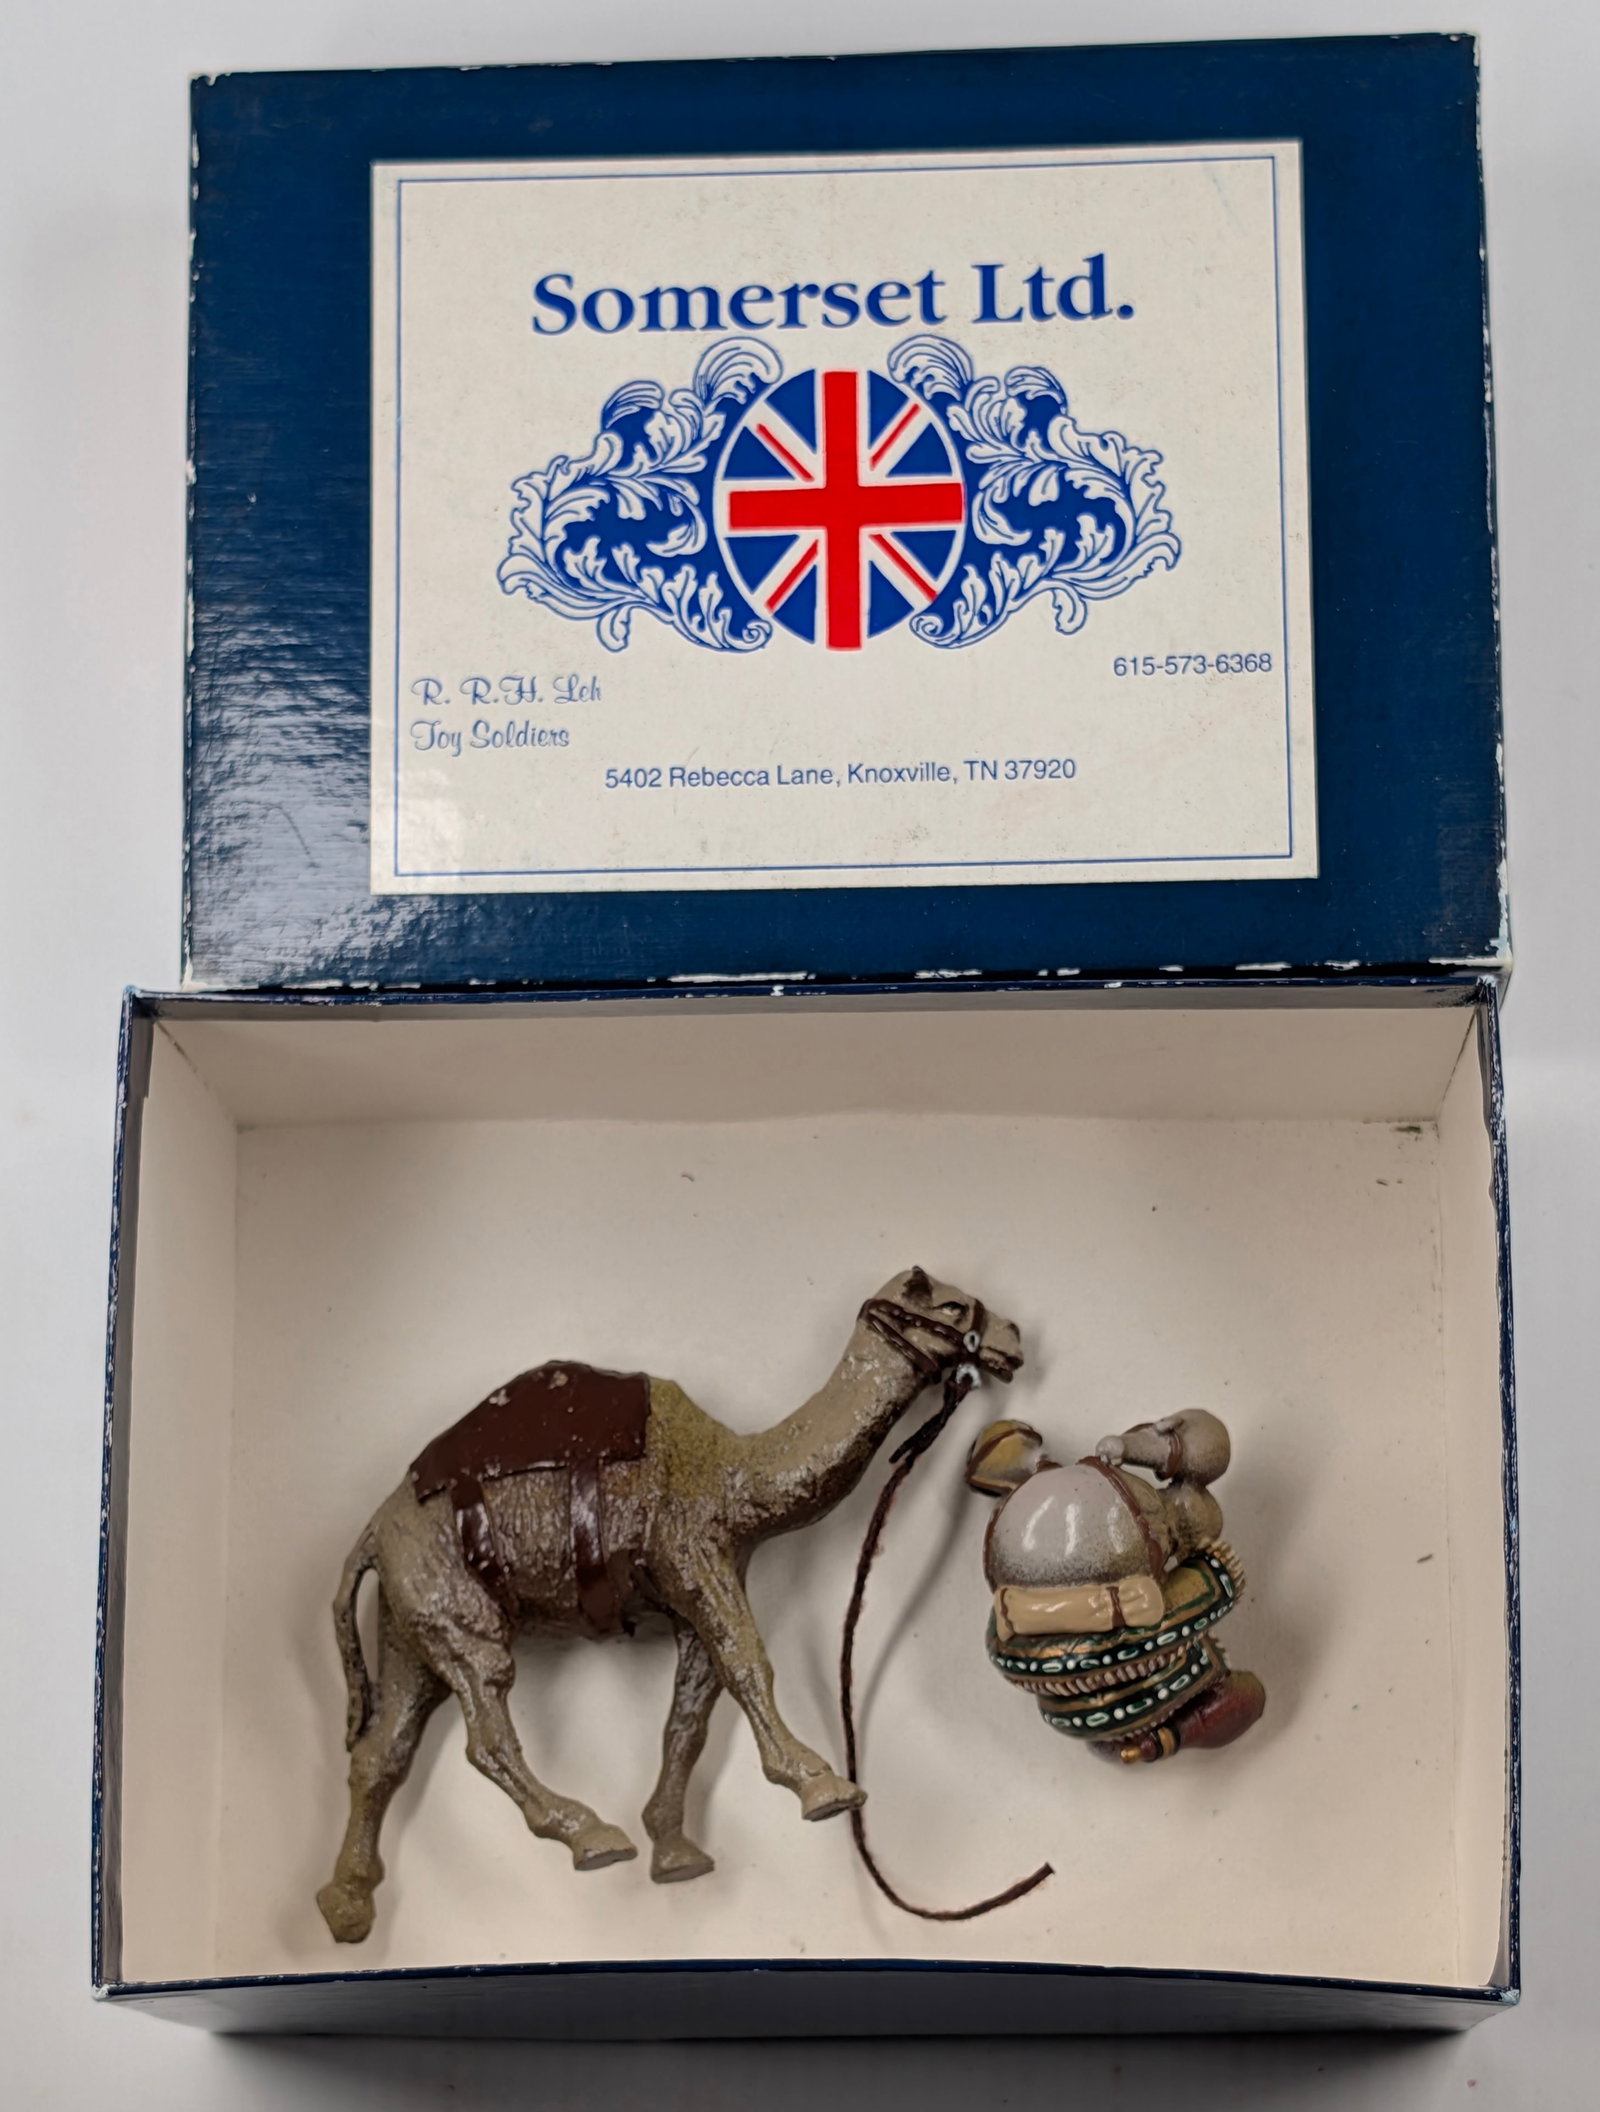 Somerset Ltd.
615-573-6368
R. R.H. Leh
Toy Soldiers
5402 Rebecca Lane, Knoxville, TN 37920